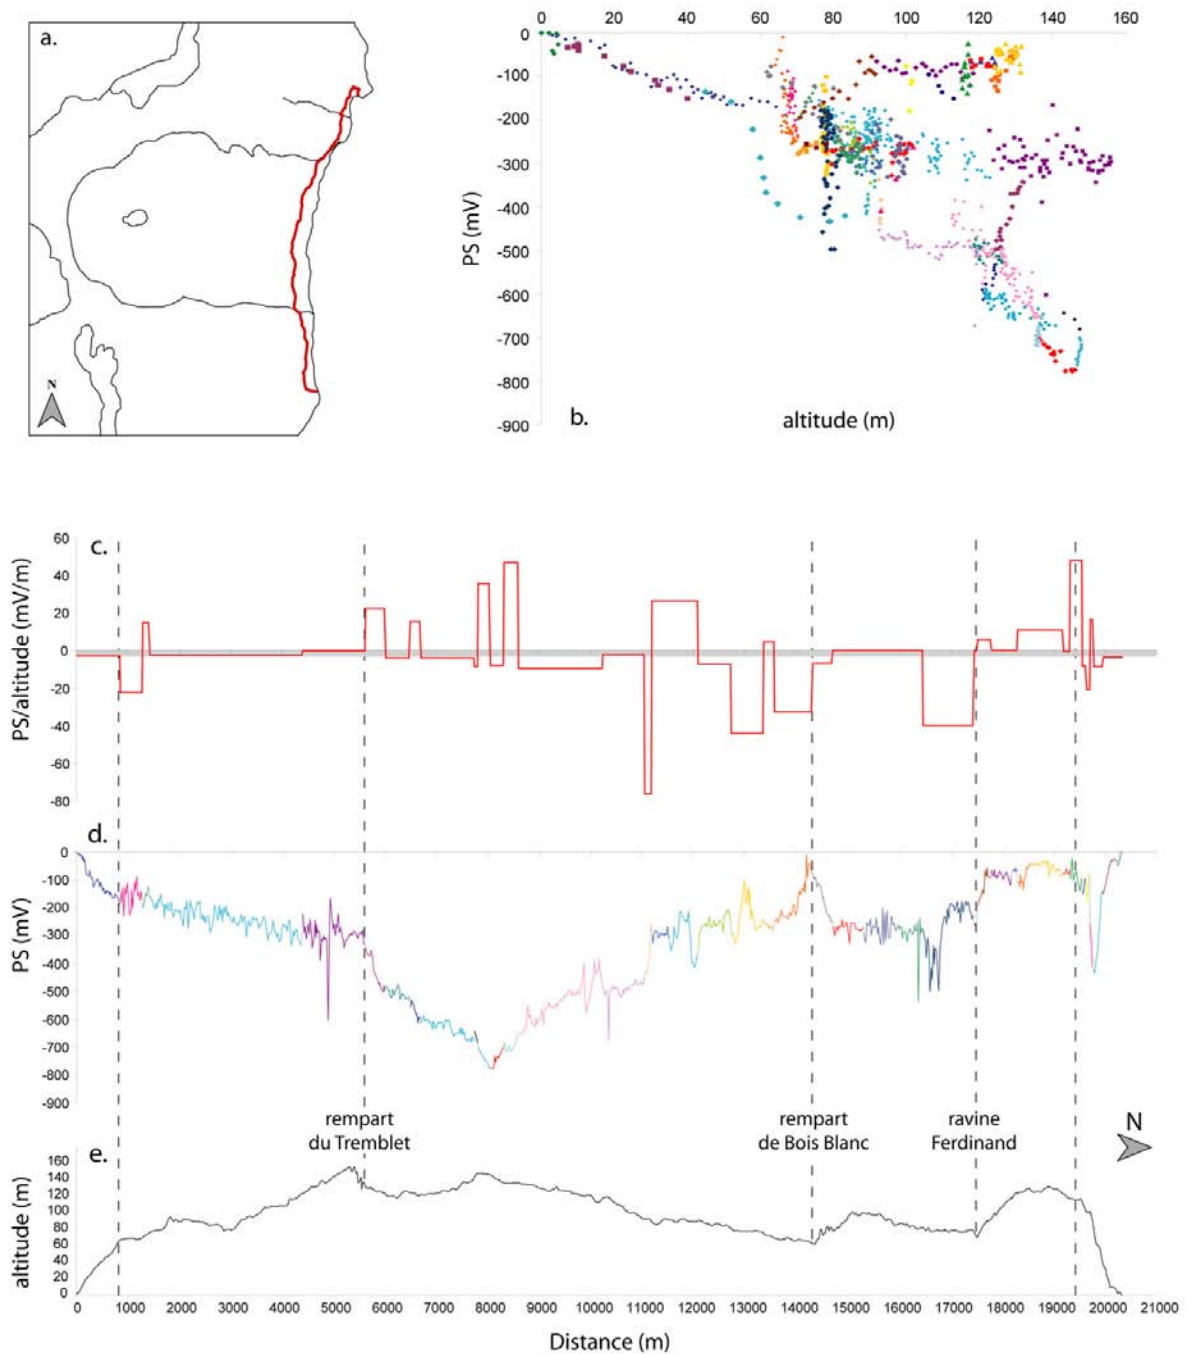 a.
N
0 20 40 60 80 100 120 140 160
0
-100
-200
-300
-400
-500
-600
-700
-800
-900
PS (mV)
b.
altitude (m)
c.
60
40
20
0
-20
-40
-60
-80
PS/altitude (mV/m)
d.
0
-100
-200
-300
-400
-500
-600
-700
-800
-900
PS (mV)
rempart
du Tremblet
rempart
de Bois Blanc
ravine
Ferdinand
N
e.
160
140
120
100
80
60
40
20
0
altitude (m)
0 1000 2000 3000 4000 5000 6000 7000 8000 9000 10000 11000 12000 13000 14000 15000 16000 17000 18000 19000 20000 21000
Distance (m)